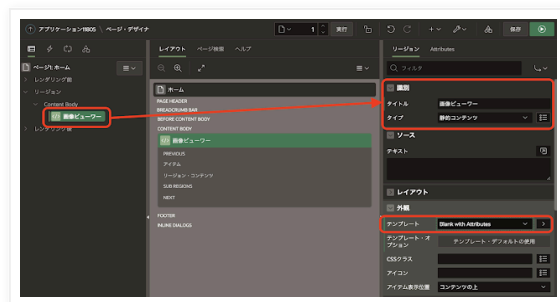 アプリケーション11805 \ ページ・デザイナ
1
実行
保存
レイアウト ページ検索 ヘルプ
リージョン Attributes
ページ1: ホーム
レンダリング前
リージョン
Content Body
画像ビューワー
レンダリング後
ホーム
PAGE HEADER
BREADCRUMB BAR
BEFORE CONTENT BODY
CONTENT BODY
画像ビューワー
PREVIOUS
アイテム
リージョン・コンテンツ
SUB REGIONS
NEXT
FOOTER
INLINE DIALOGS
フィルタ
識別
タイトル 画像ビューワー
タイプ 静的コンテンツ
ソース
テキスト
レイアウト
外観
テンプレート Blank with Attributes
テンプレート・オプション テンプレート・デフォルトの使用
CSSクラス
アイコン
アイテム表示位置 コンテンツの上